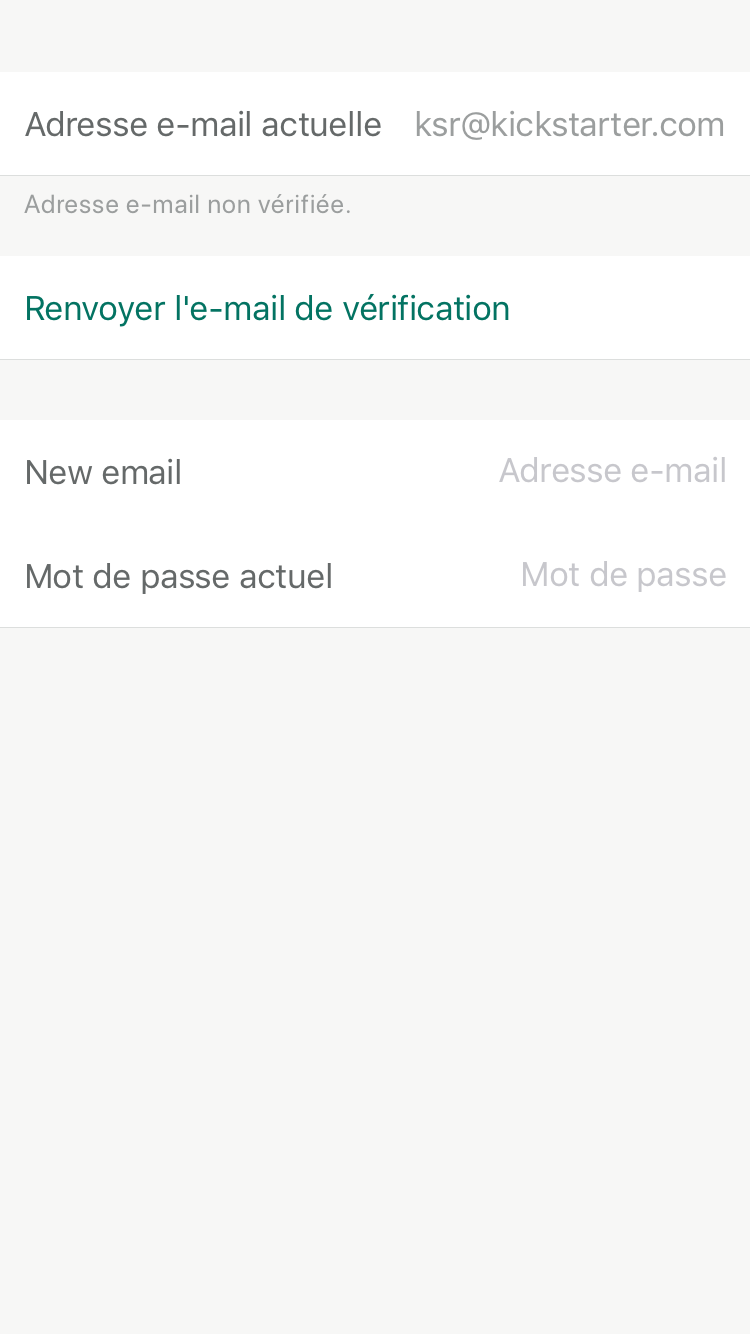 Adresse e-mail actuelle ksr@kickstarter.com
Adresse e-mail non vérifiée.
Renvoyer l'e-mail de vérification
New email Adresse e-mail
Mot de passe actuel Mot de passe